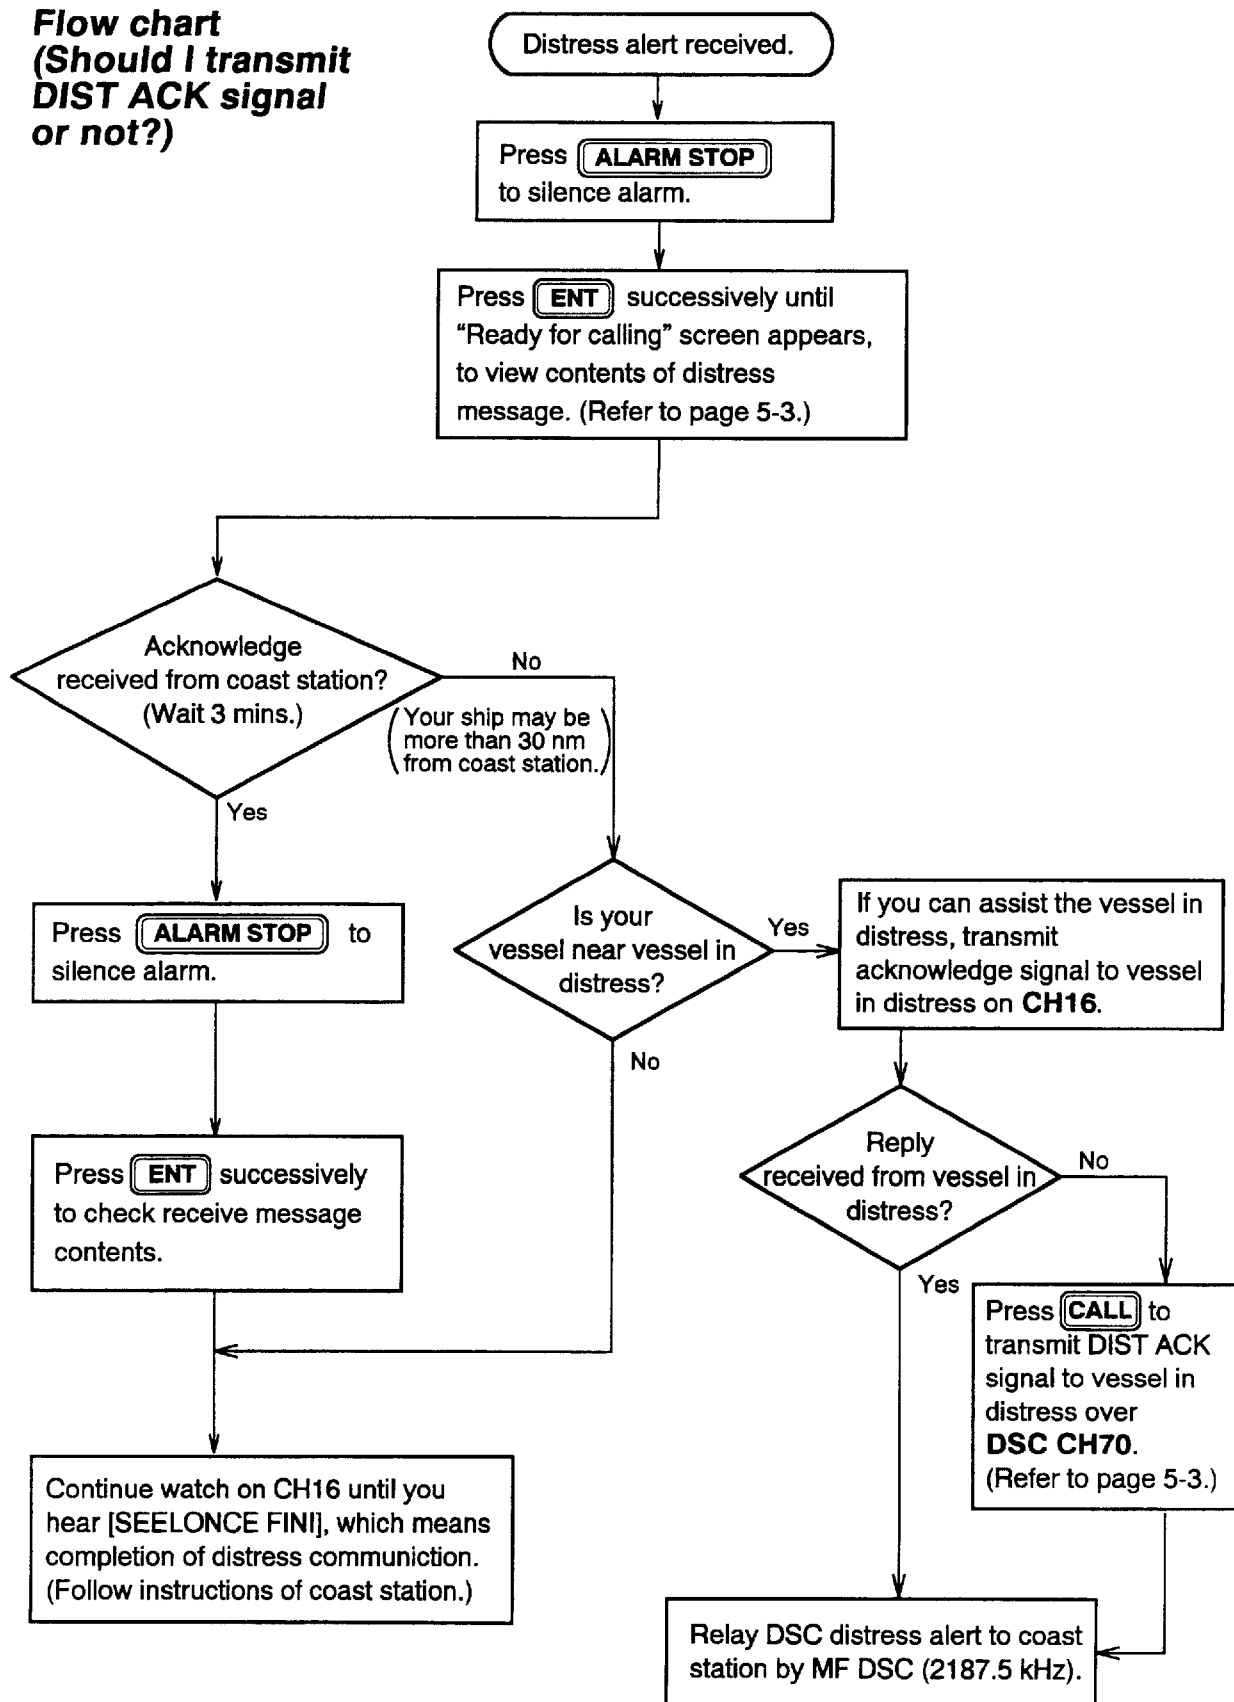 Flow chart
(Should I transmit
DIST ACK signal
or not?)
Distress alert received.
Press ALARM STOP
to silence alarm.
Press ENT successively until
“Ready for calling” screen appears,
to view contents of distress
message. (Refer to page 5-3.)
Acknowledge
received from coast station?
(Wait 3 mins.)
No
(Your ship may be
more than 30 nm
from coast station.)
Yes
Press ALARM STOP to
silence alarm.
Is your
vessel near vessel in
distress?
Yes
If you can assist the vessel in
distress, transmit
acknowledge signal to vessel
in distress on CH16.
No
Press ENT successively
to check receive message
contents.
Reply
received from vessel in
distress?
No
Yes
Press CALL to
transmit DIST ACK
signal to vessel in
distress over
DSC CH70.
(Refer to page 5-3.)
Continue watch on CH16 until you
hear [SEELONCE FINI], which means
completion of distress communiction.
(Follow instructions of coast station.)
Relay DSC distress alert to coast
station by MF DSC (2187.5 kHz).